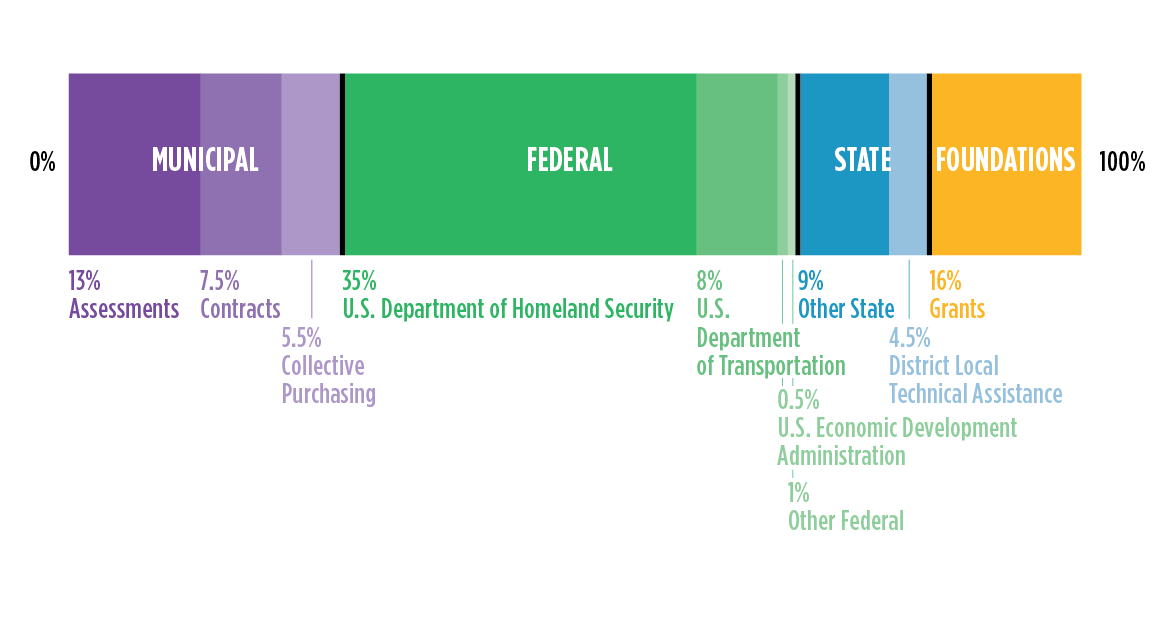 0%
MUNICIPAL
FEDERAL
STATE
FOUNDATIONS
100%
13%
Assessments
7.5%
Contracts
5.5%
Collective
Purchasing
35%
U.S. Department of Homeland Security
8%
U.S.
Department
of Transportation
0.5%
U.S. Economic Development
Administration
1%
Other Federal
9%
Other State
4.5%
District Local
Technical Assistance
16%
Grants